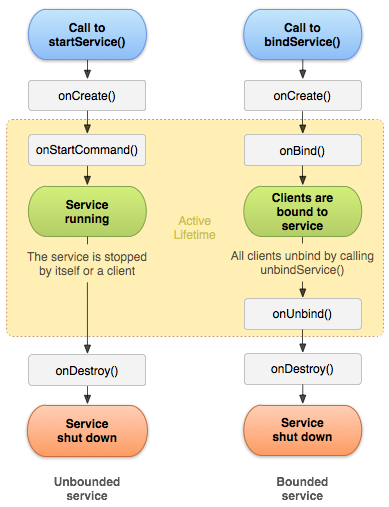 Call to
startService()
onCreate()
onStartCommand()
Service
running
The service is stopped
by itself or a client
onDestroy()
Service
shut down
Unbounded
service
Active
Lifetime
Call to
bindService()
onCreate()
onBind()
Clients are
bound to
service
All clients unbind by calling
unbindService()
onUnbind()
onDestroy()
Service
shut down
Bounded
service